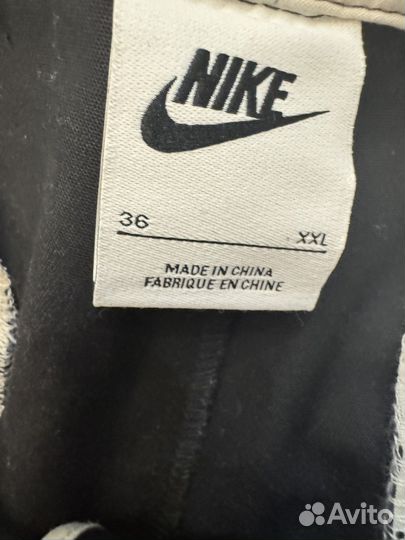 NIKE
36
XXL
MADE IN CHINA
FABRIQUE EN CHINE
Avito